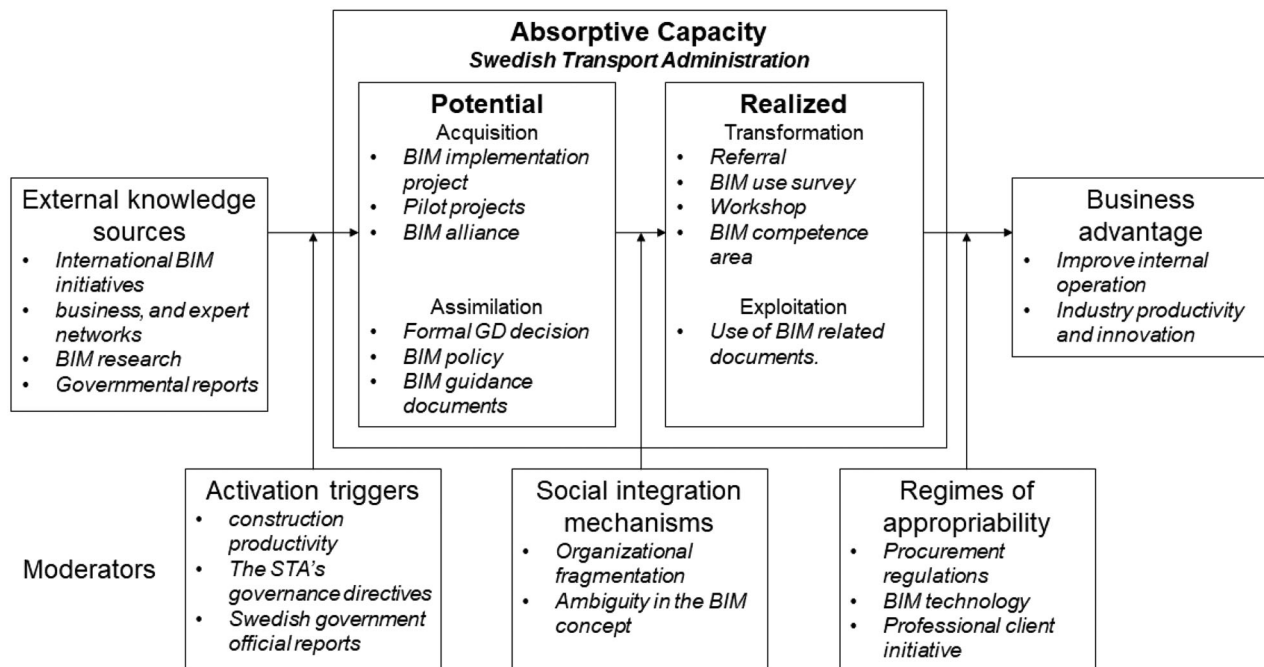 Absorptive Capacity
Swedish Transport Administration
External knowledge
sources
• International BIM
initiatives
• business, and expert
networks
• BIM research
• Governmental reports
Potential
Acquisition
• BIM implementation
project
• Pilot projects
• BIM alliance
Assimilation
• Formal GD decision
• BIM policy
• BIM guidance
documents
Realized
Transformation
• Referral
• BIM use survey
• Workshop
• BIM competence
area
Exploitation
• Use of BIM related
documents.
Business
advantage
• Improve internal
operation
• Industry productivity
and innovation
Moderators
Activation triggers
• construction
productivity
• The STA's
governance directives
• Swedish government
official reports
Social integration
mechanisms
• Organizational
fragmentation
• Ambiguity in the BIM
concept
Regimes of
appropriability
• Procurement
regulations
• BIM technology
• Professional client
initiative